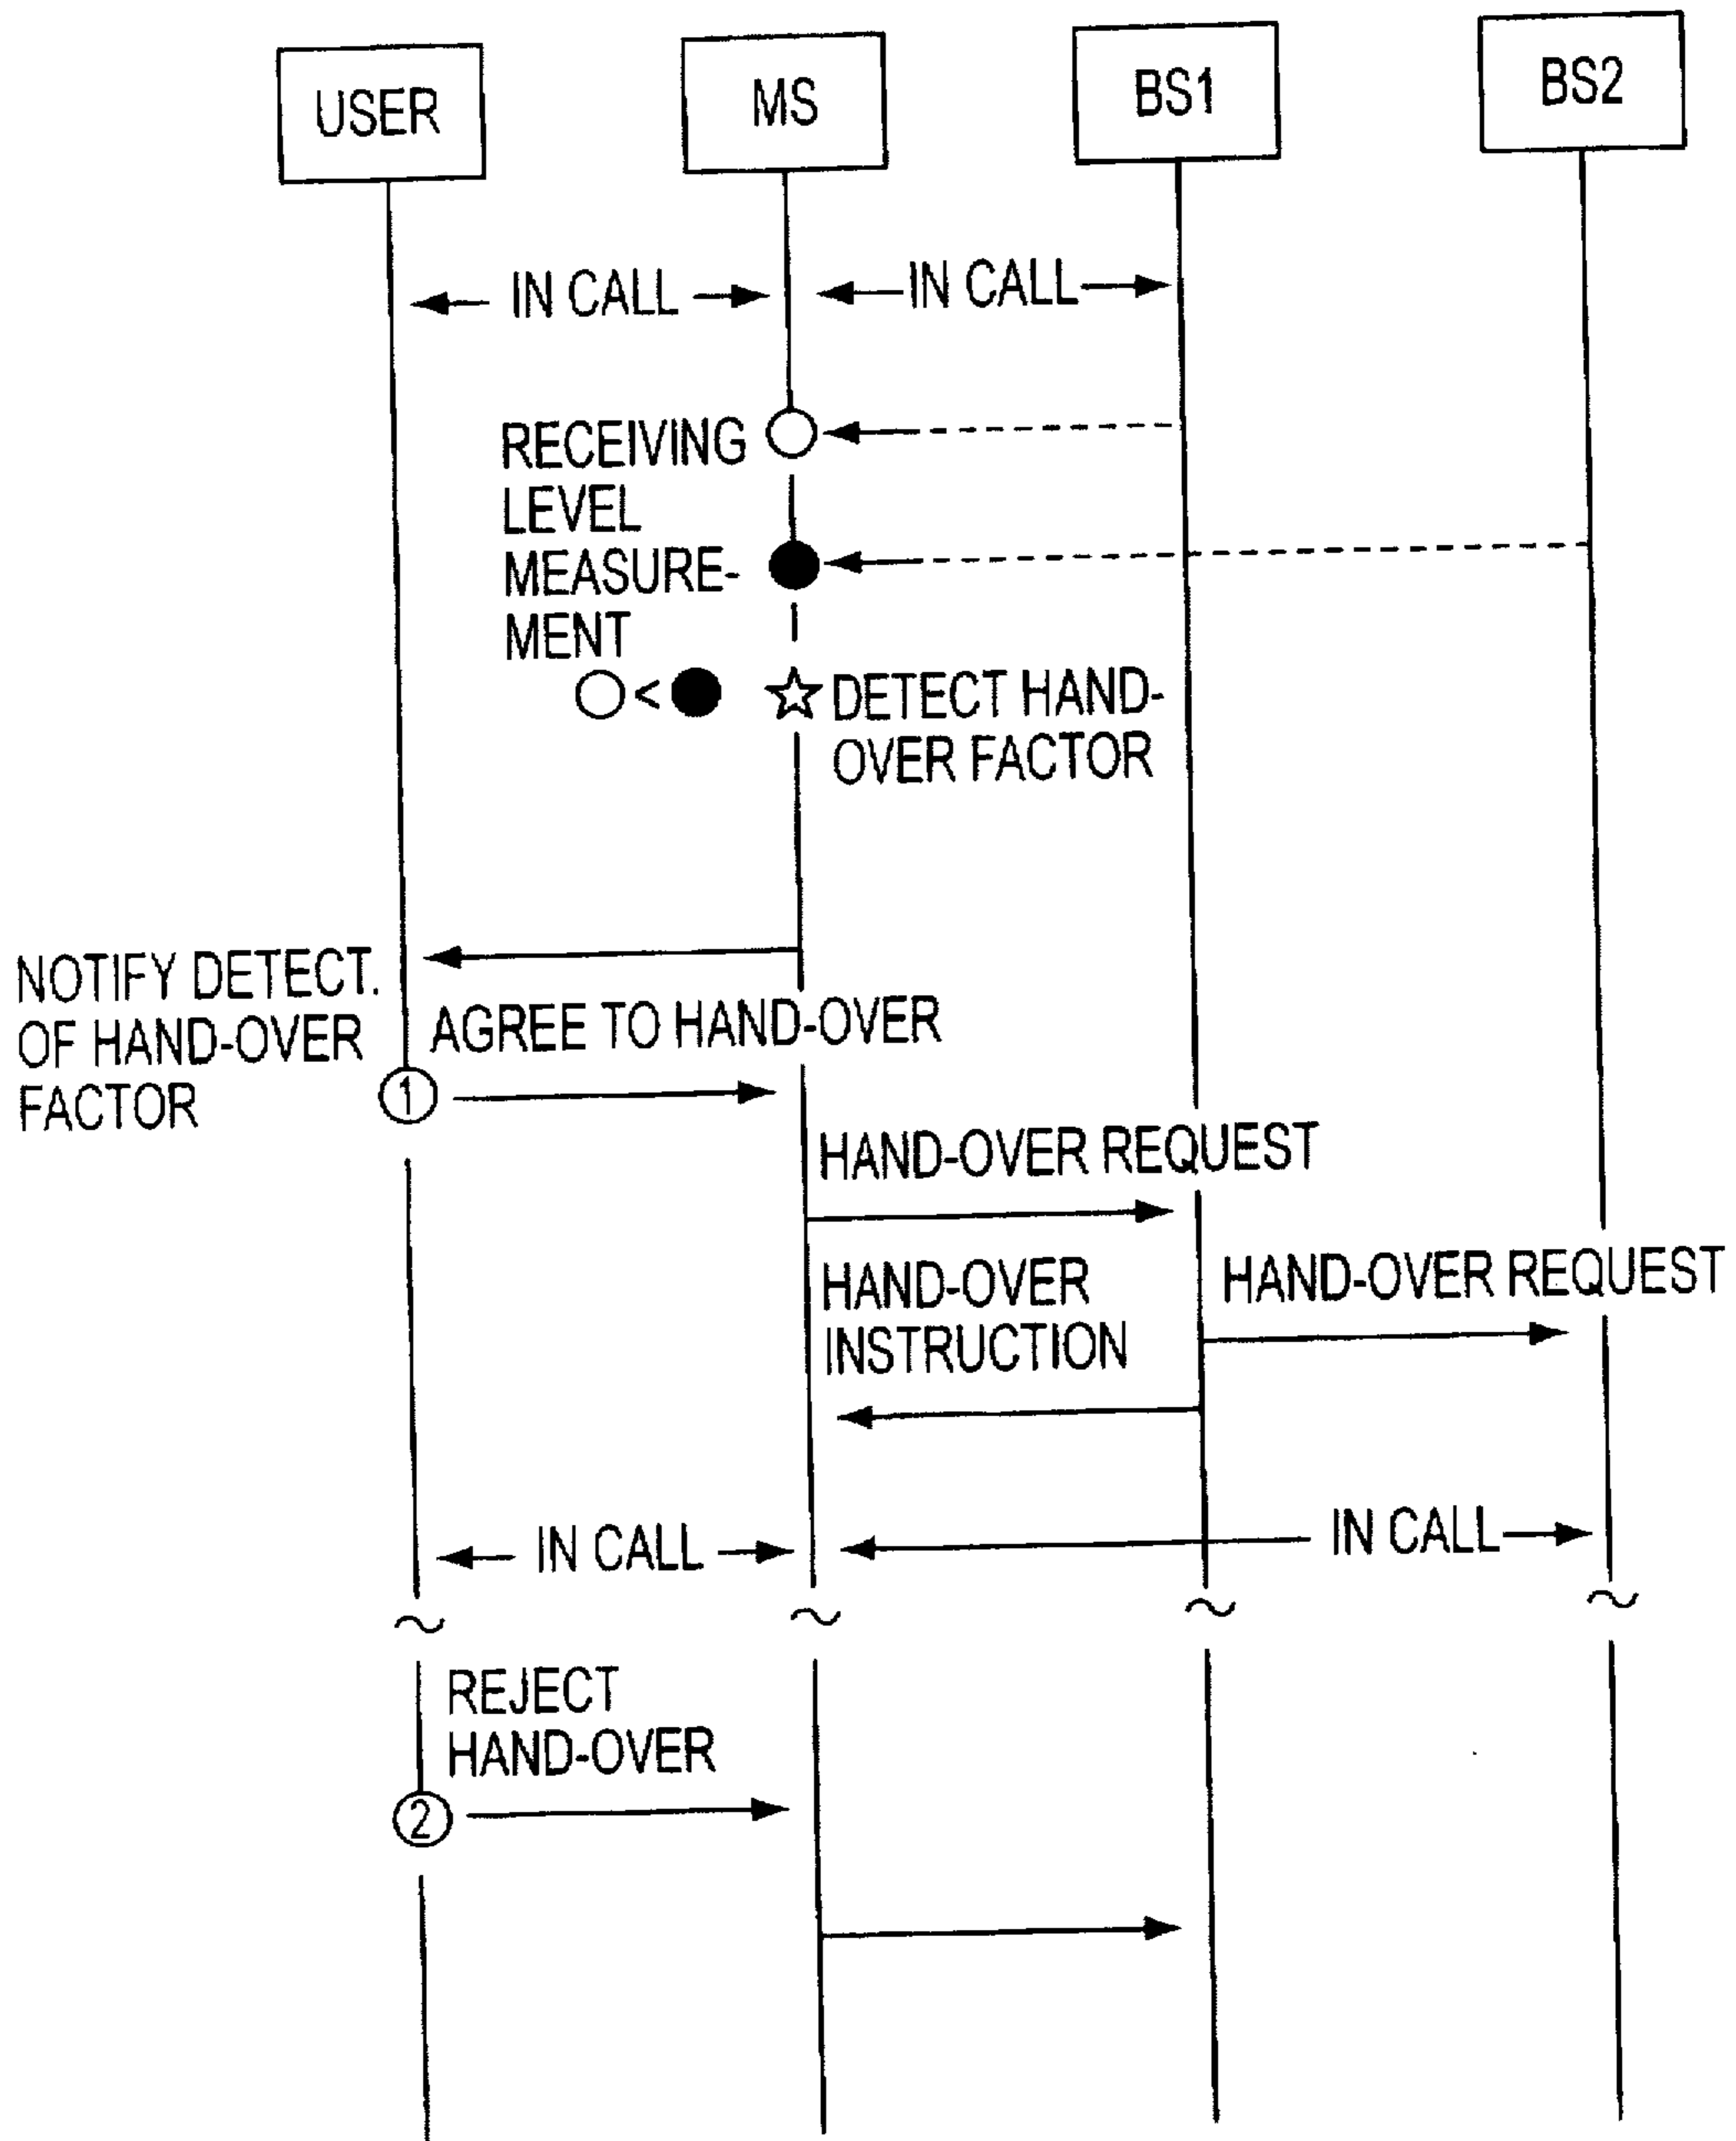 USER
MS
BS1
BS2
IN CALL
IN CALL
RECEIVING
LEVEL
MEASURE-
MENT
<
DETECT HAND-
OVER FACTOR
NOTIFY DETECT.
OF HAND-OVER
FACTOR
AGREE TO HAND-OVER
1
HAND-OVER REQUEST
HAND-OVER
INSTRUCTION
HAND-OVER REQUEST
IN CALL
IN CALL
REJECT
HAND-OVER
2